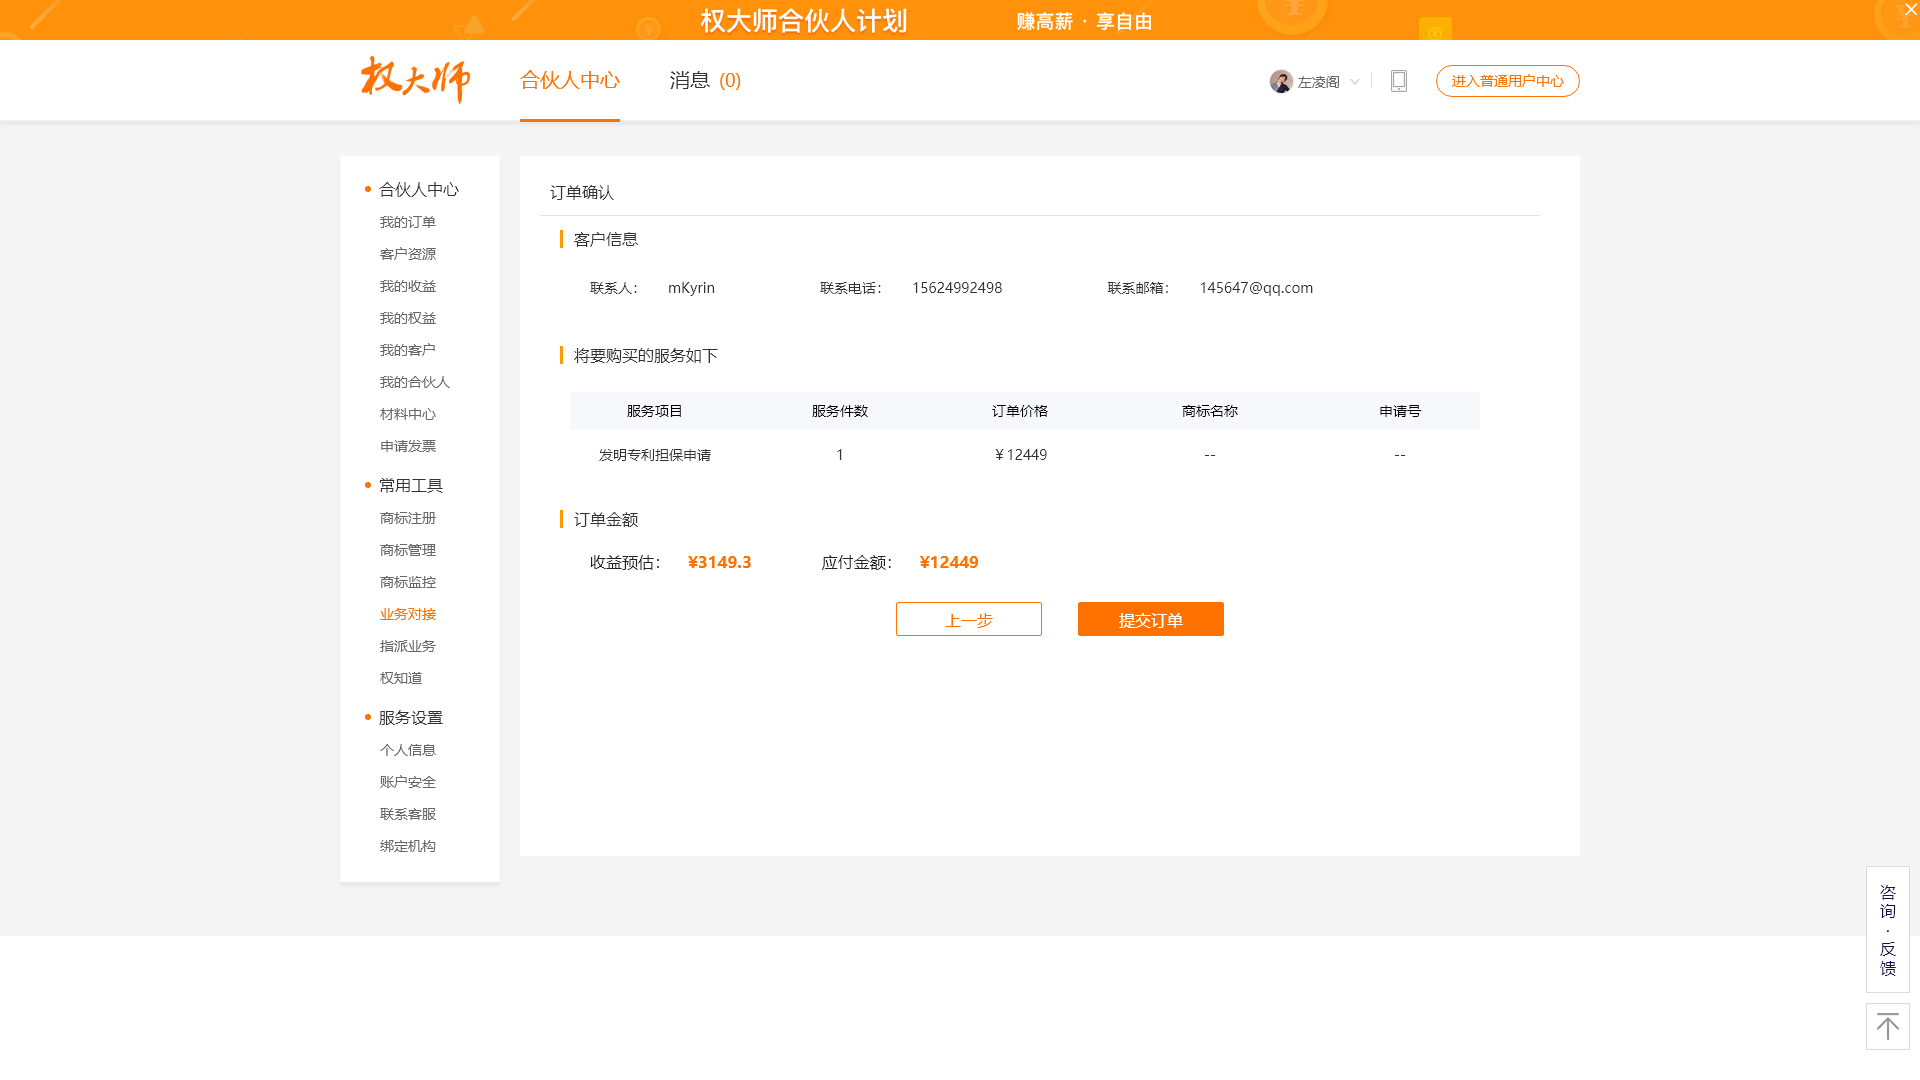 权大师合伙人计划 赚高薪 · 享自由
权大师 合伙人中心 消息 (0) 左凌阁 进入普通用户中心
合伙人中心
我的订单
客户资源
我的收益
我的权益
我的客户
我的合伙人
材料中心
申请发票
常用工具
商标注册
商标管理
商标监控
业务对接
指派业务
权知道
服务设置
个人信息
账户安全
联系客服
绑定机构
订单确认
客户信息
联系人： mKyrin 联系电话： 15624992498 联系邮箱： 145647@qq.com
将要购买的服务如下
服务项目 服务件数 订单价格 商标名称 申请号
发明专利担保申请 1 ¥12449 -- --
订单金额
收益预估： ¥3149.3 应付金额： ¥12449
上一步 提交订单
咨
询
·
反
馈